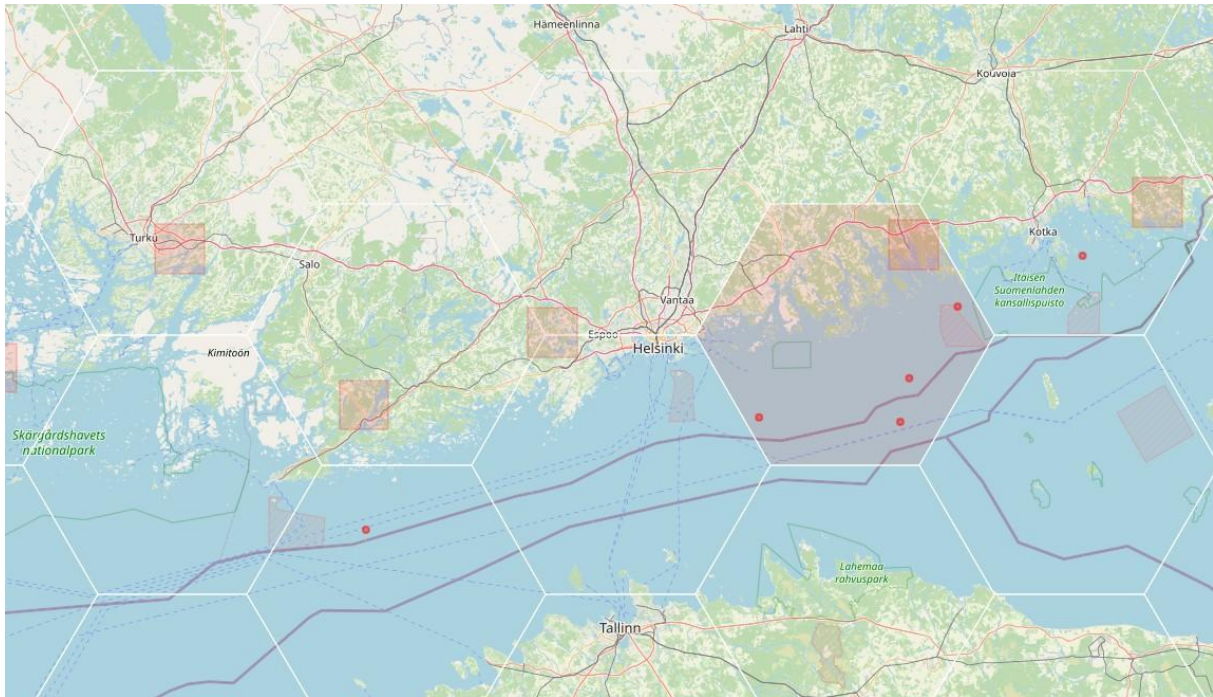 Hämeenlinna
Lahti
Kouvola
Turku
Salo
Kotka
Itäisen
Suomenlahden
kansallispuisto
Vantaa
Espoo
Helsinki
Kimitoön
Skärgårdshavets
nationalpark
Lahemaa
rahvuspark
Tallinn